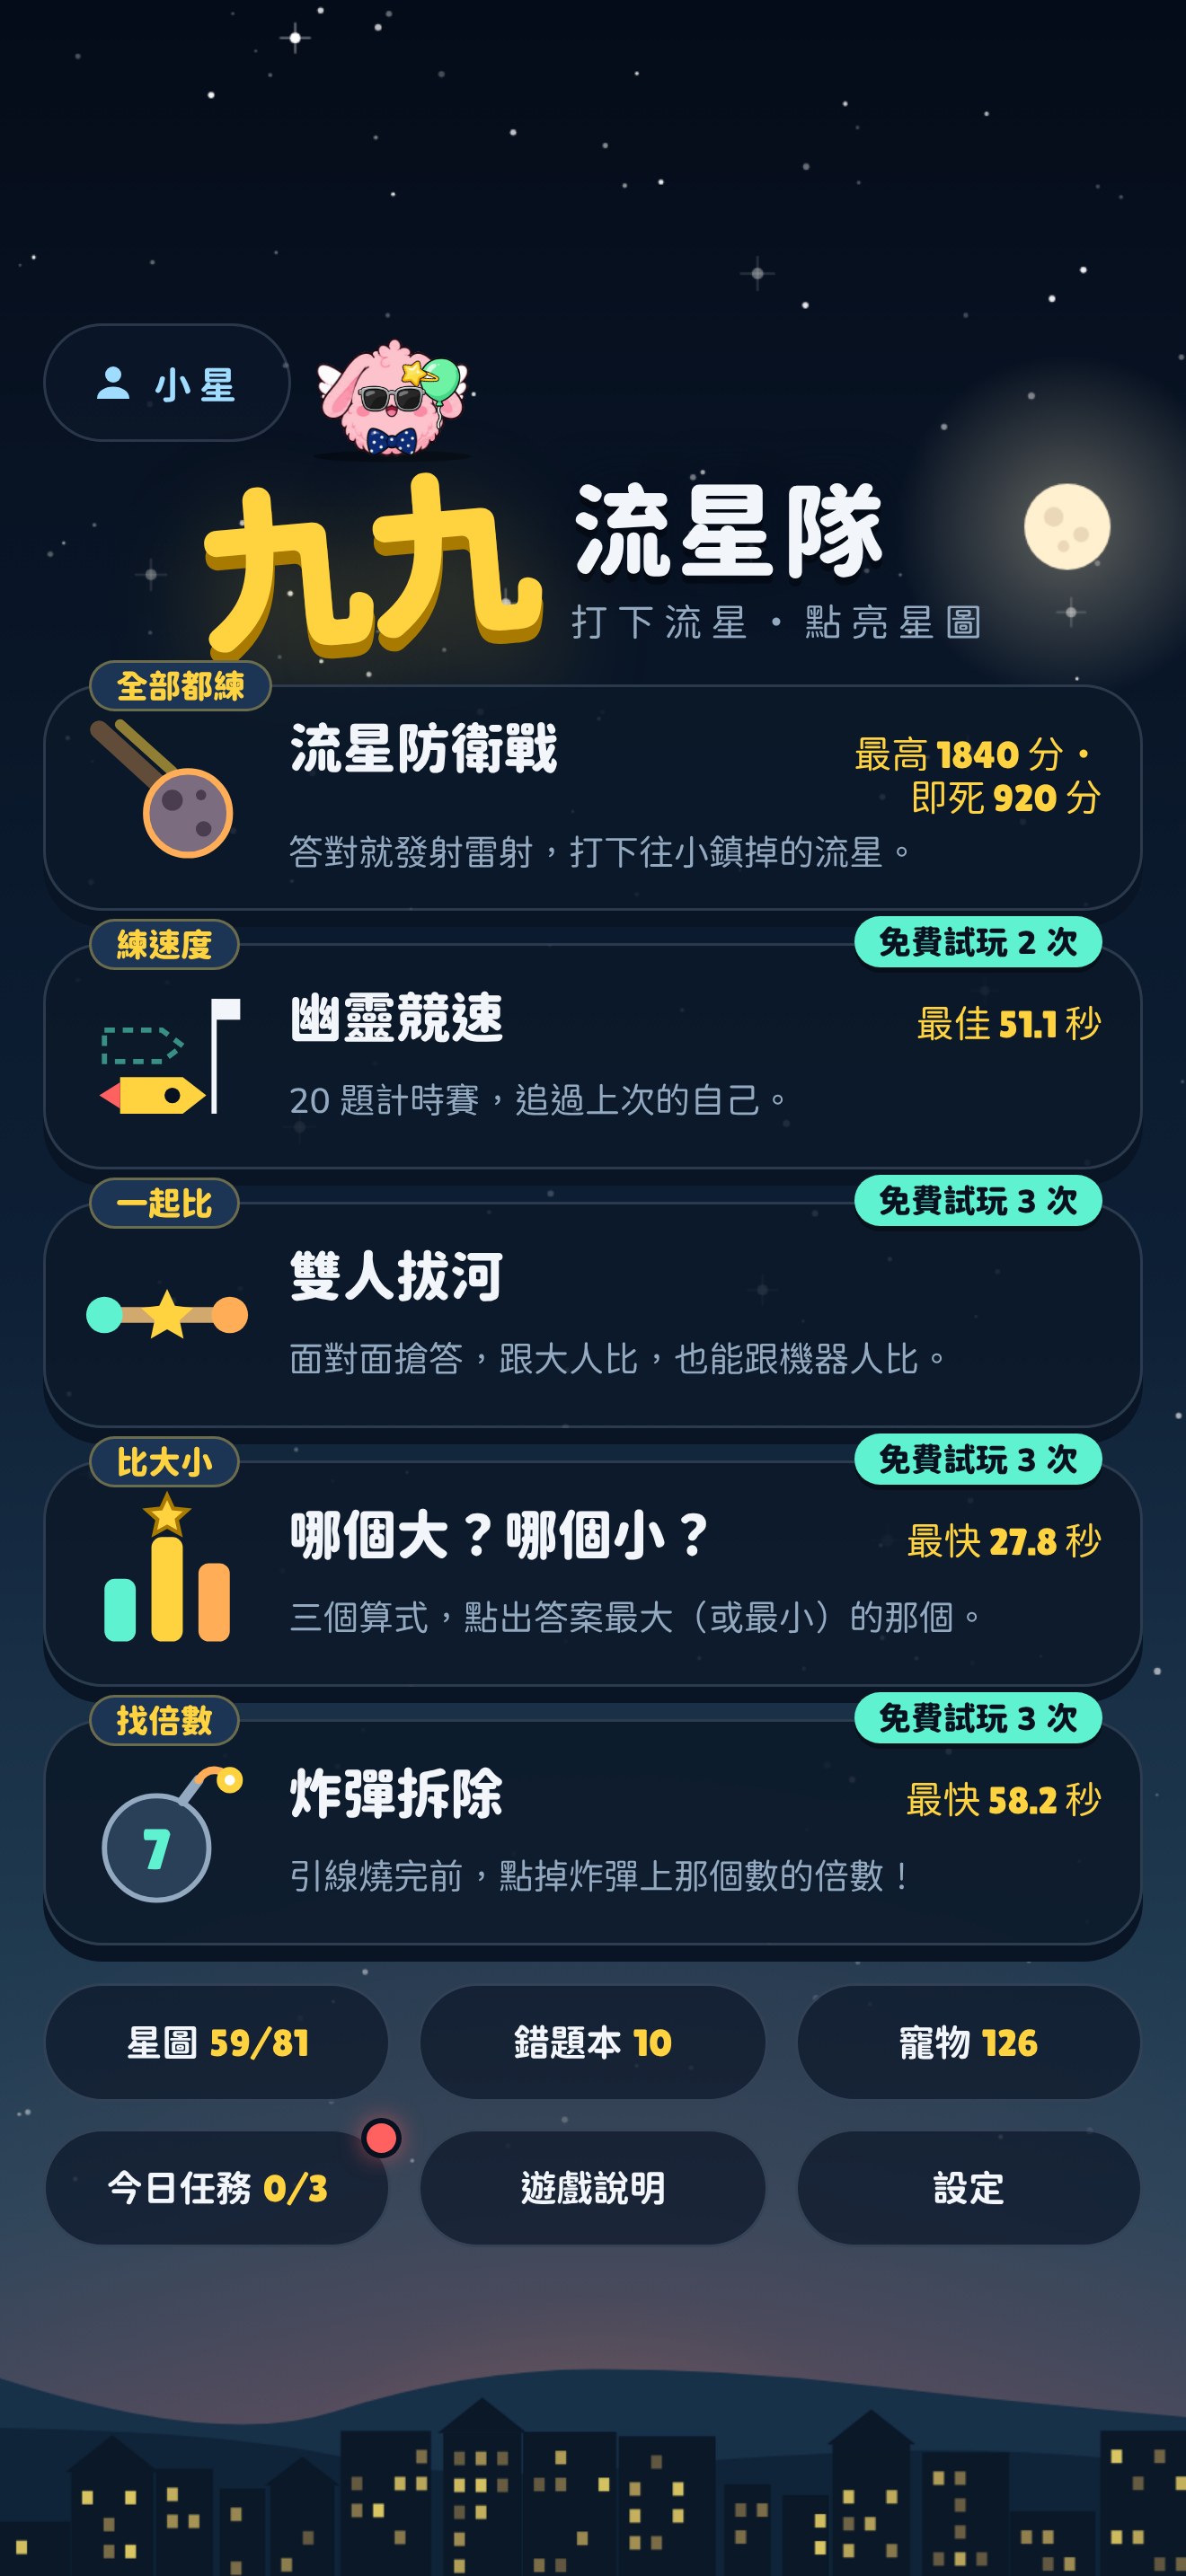 小星
九九 流星隊
打下流星・點亮星圖
全部都練
流星防衛戰
最高 1840 分・
即死 920 分
答對就發射雷射，打下往小鎮掉的流星。
練速度
免費試玩 2 次
幽靈競速
最佳 51.1 秒
20 題計時賽，追過上次的自己。
一起比
免費試玩 3 次
雙人拔河
面對面搶答，跟大人比，也能跟機器人比。
比大小
免費試玩 3 次
哪個大？哪個小？
最快 27.8 秒
三個算式，點出答案最大（或最小）的那個。
找倍數
免費試玩 3 次
炸彈拆除
最快 58.2 秒
7
引線燒完前，點掉炸彈上那個數的倍數！
星圖 59/81
錯題本 10
寵物 126
今日任務 0/3
遊戲說明
設定